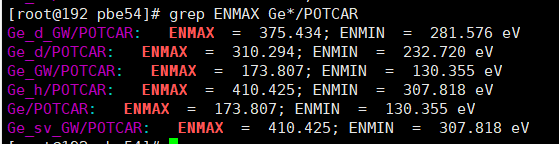 [root@192 pbe54]# grep ENMAX Ge*/POTCAR
Ge_d_GW/POTCAR:   ENMAX  =  375.434; ENMIN  =  281.576 eV
Ge_d/POTCAR:   ENMAX  =  310.294; ENMIN  =  232.720 eV
Ge_GW/POTCAR:   ENMAX  =  173.807; ENMIN  =  130.355 eV
Ge_h/POTCAR:   ENMAX  =  410.425; ENMIN  =  307.818 eV
Ge/POTCAR:   ENMAX  =  173.807; ENMIN  =  130.355 eV
Ge_sv_GW/POTCAR:   ENMAX  =  410.425; ENMIN  =  307.818 eV
[root@192 pbe54]#